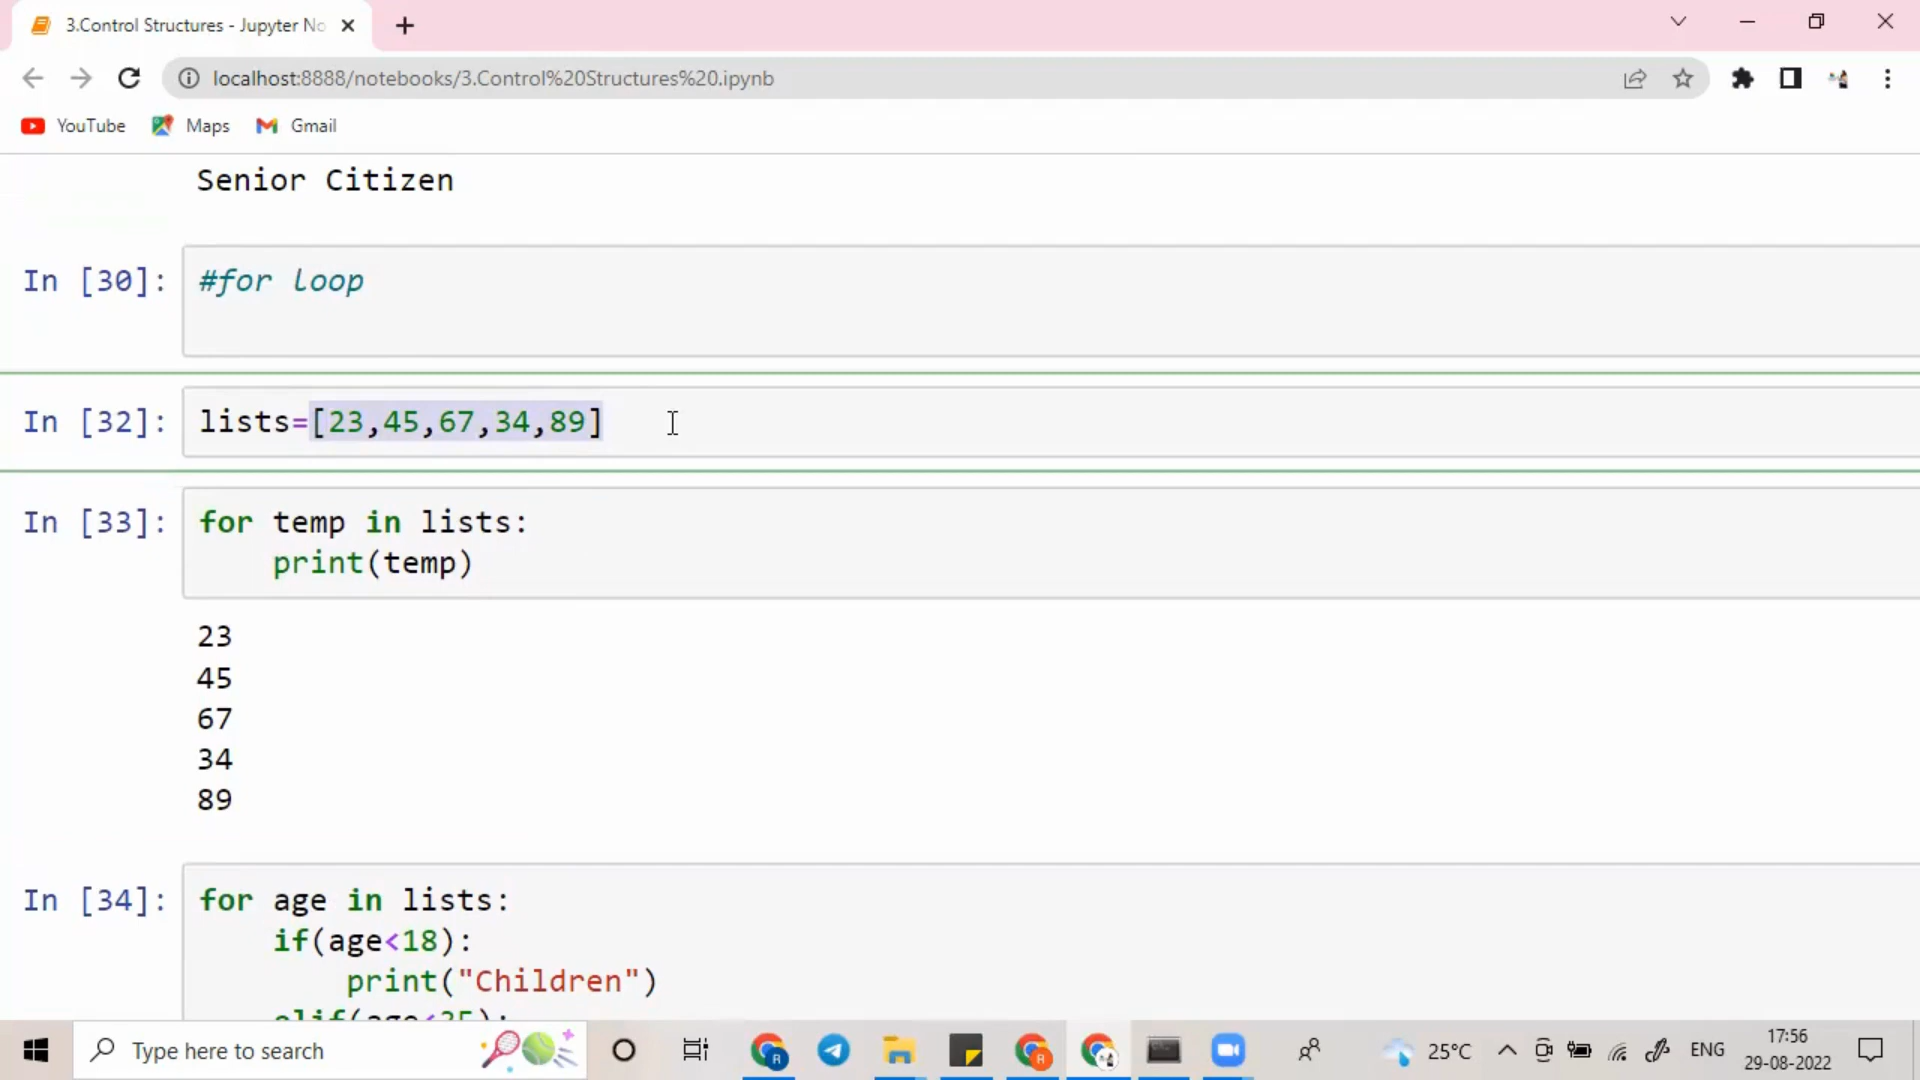 3.Control Structures - Jupyter No
localhost:8888/notebooks/3.Control%20Structures%20.ipynb
YouTube Maps Gmail
Senior Citizen
In [30]: #for loop
In [32]: lists=[23,45,67,34,89]
In [33]: for temp in lists:
print(temp)
23
45
67
34
89
In [34]: for age in lists:
if(age<18):
print("Children")
elif(age<35):
Type here to search
R
R
25°C
ENG
17:56
29-08-2022